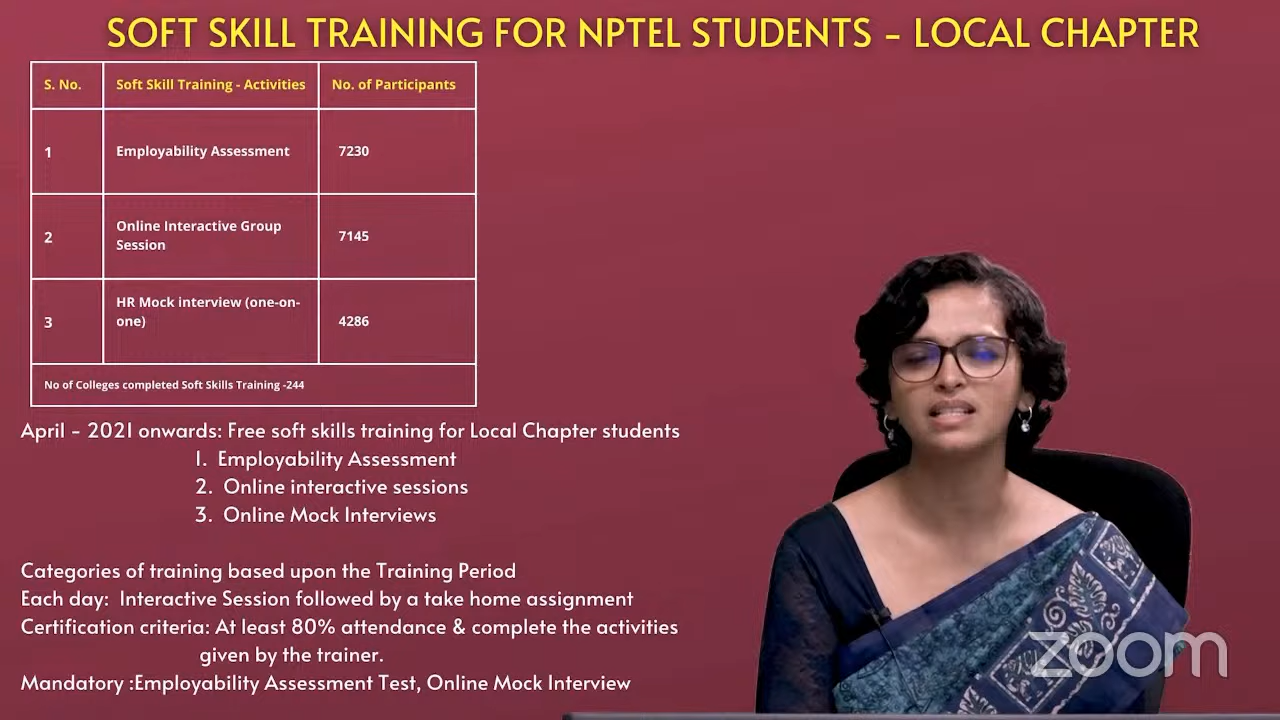 SOFT SKILL TRAINING FOR NPTEL STUDENTS - LOCAL CHAPTER
S. No. Soft Skill Training - Activities No. of Participants
1 Employability Assessment 7230
2 Online Interactive Group Session 7145
3 HR Mock interview (one-on-one) 4286
No of Colleges completed Soft Skills Training -244
April - 2021 onwards: Free soft skills training for Local Chapter students
1. Employability Assessment
2. Online interactive sessions
3. Online Mock Interviews
Categories of training based upon the Training Period
Each day: Interactive Session followed by a take home assignment
Certification criteria: At least 80% attendance & complete the activities
given by the trainer.
Mandatory :Employability Assessment Test, Online Mock Interview
zoom